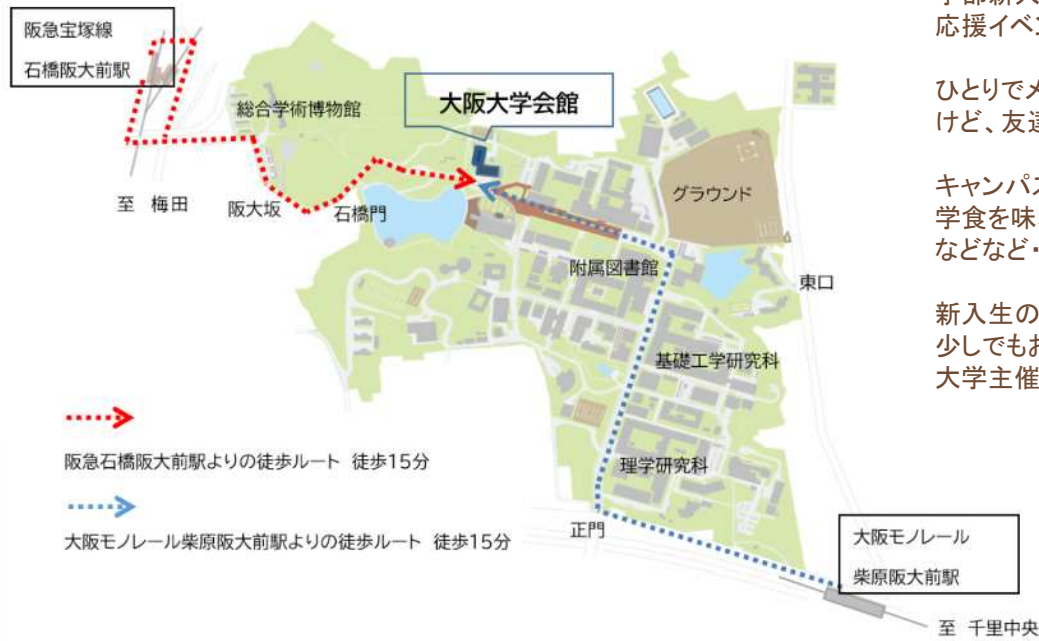 阪急宝塚線
石橋阪大前駅
総合学術博物館
大阪大学会館
グラウンド
至 梅田
阪大坂
石橋門
附属図書館
東口
基礎工学研究科
理学研究科
阪急石橋阪大前駅よりの徒歩ルート 徒歩15分
大阪モノレール柴原阪大前駅よりの徒歩ルート 徒歩15分
正門
大阪モノレール
柴原阪大前駅
至 千里中央
応援イベン
ひとりでメ
けど、友達
キャンパス
学食を味
などなど・
新入生の
少しでもお
大学主催